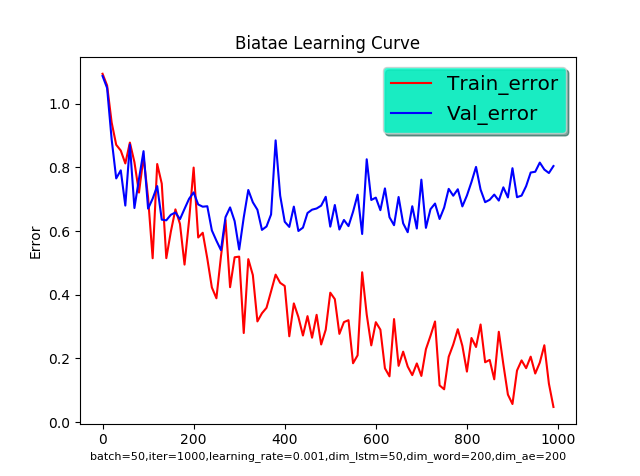 Biatae Learning Curve
Train_error
Val_error
Error
1.0
0.8
0.6
0.4
0.2
0.0
0 200 400 600 800 1000
batch=50,iter=1000,learning_rate=0.001,dim_lstm=50,dim_word=200,dim_ae=200